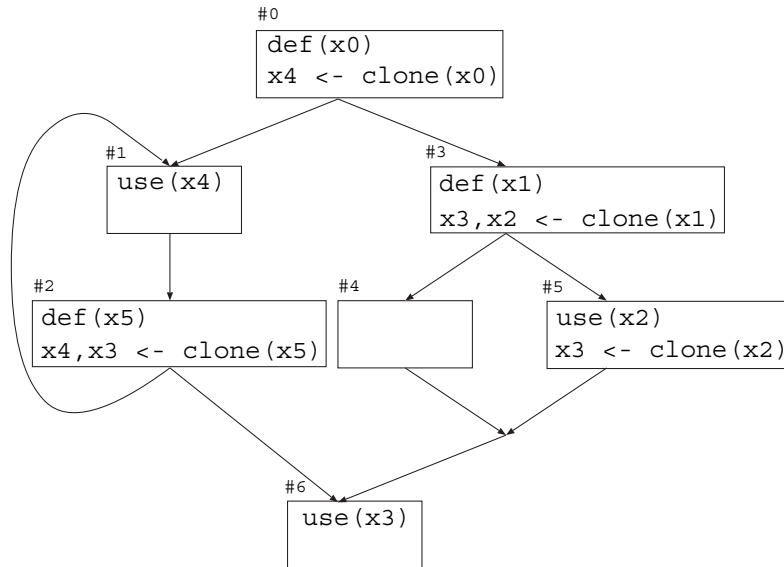 #0
def(x0)
x4 <- clone(x0)
#1
use(x4)
#3
def(x1)
x3,x2 <- clone(x1)
#2
def(x5)
x4,x3 <- clone(x5)
#4
#5
use(x2)
x3 <- clone(x2)
#6
use(x3)